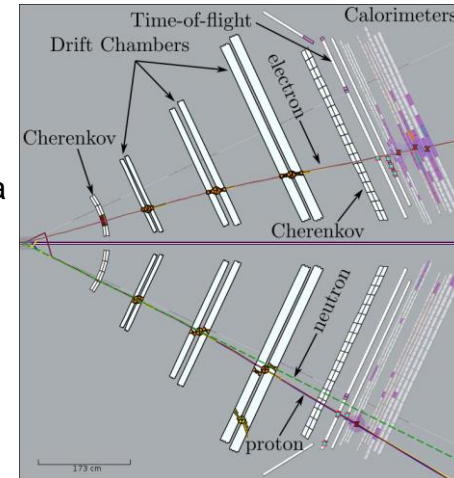 Time-of-flight
Calorimeters
Drift Chambers
electron
Cherenkov
a
Cherenkov
neutron
proton
173 cm